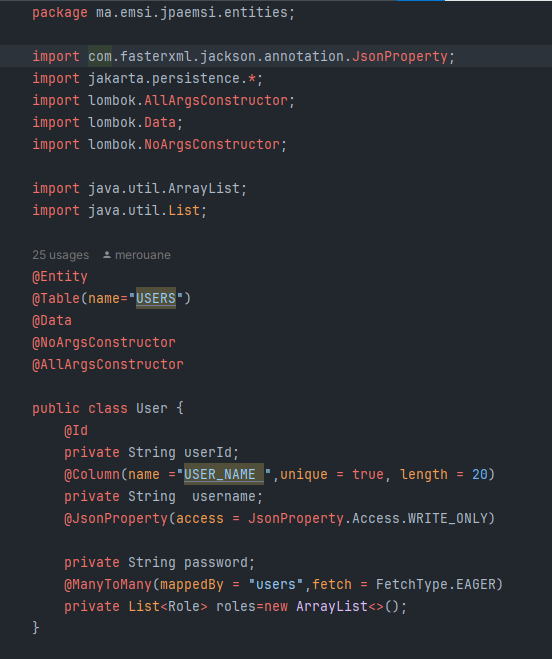 package ma.emsi.jpaemsi.entities;
import com.fasterxml.jackson.annotation.JsonProperty;
import jakarta.persistence.*;
import lombok.AllArgsConstructor;
import lombok.Data;
import lombok.NoArgsConstructor;
import java.util.ArrayList;
import java.util.List;
25 usages merouane
@Entity
@Table(name="USERS")
@Data
@NoArgsConstructor
@AllArgsConstructor
public class User {
    @Id
    private String userId;
    @Column(name ="USER_NAME ",unique = true, length = 20)
    private String  username;
    @JsonProperty(access = JsonProperty.Access.WRITE_ONLY)
    private String password;
    @ManyToMany(mappedBy = "users",fetch = FetchType.EAGER)
    private List<Role> roles=new ArrayList<>();
}